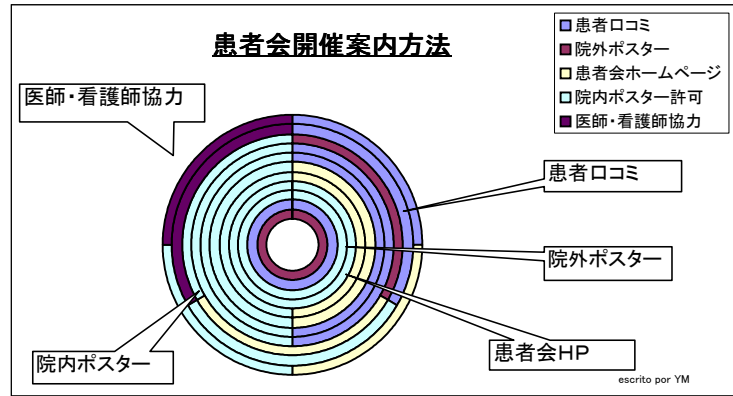 患者会開催案内方法
患者口コミ
院外ポスター
患者会ホームページ
院内ポスター許可
医師・看護師協力
医師・看護師協力
患者口コミ
院外ポスター
患者会HP
院内ポスター
escrito por YM